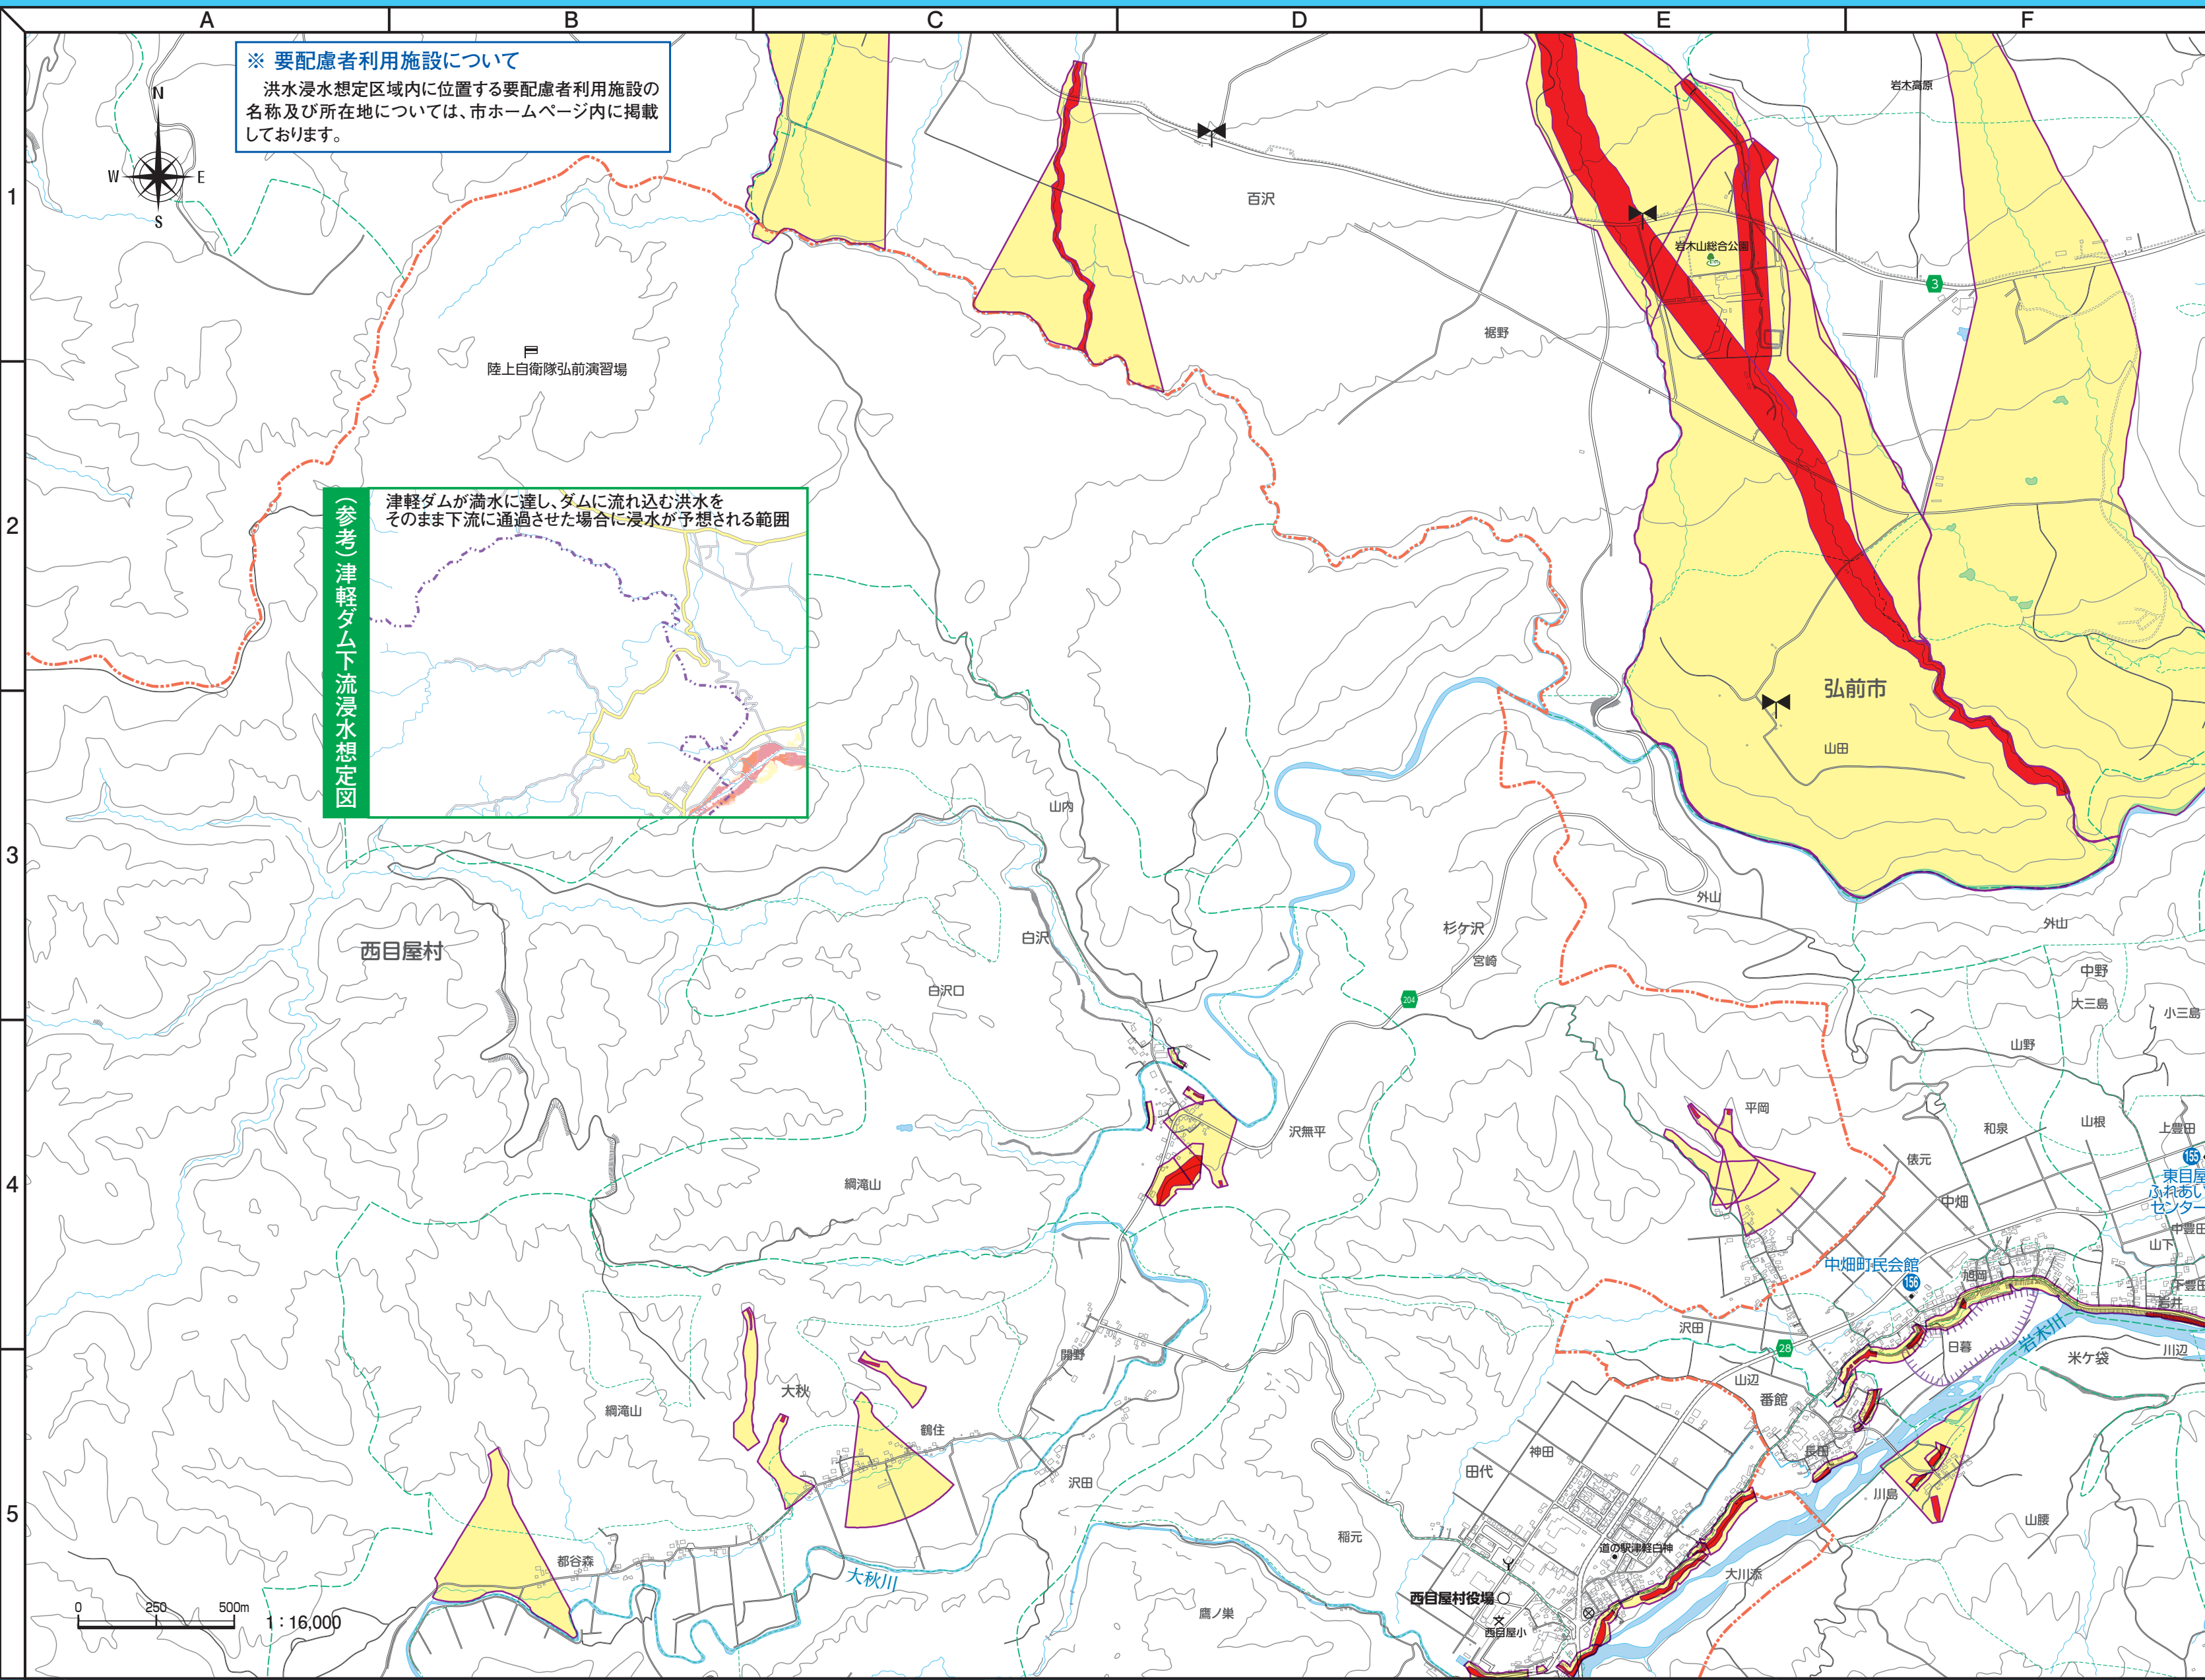 A
B
C
D
E
F
1
2
3
4
5
※ 要配慮者利用施設について
洪水浸水想定区域内に位置する要配慮者利用施設の
名称及び所在地については、市ホームページ内に掲載
しております。
N
W
E
S
岩木高原
百沢
岩木山総合公園
3
裾野
陸上自衛隊弘前演習場
（参考）津軽ダム下流浸水想定図
津軽ダムが満水に達し、ダムに流れ込む洪水を
そのまま下流に通過させた場合に浸水が予想される範囲
弘前市
山田
山内
外山
外山
西目屋村
白沢
杉ケ沢
宮崎
中野
白沢口
204
大三島
小三島
山野
平岡
沢無平
和泉
山根
上豊田
155
東目屋
ふれあい
センター
俵元
綱滝山
中畑
中豊田
山下
中畑町民会館
156
旭岡
下豊田
岩井
沢田
28
日暮
岩木川
米ケ袋
川辺
開野
山辺
番館
大秋
綱滝山
鶴住
神田
長田
田代
沢田
川島
山腰
稲元
都谷森
道の駅津軽白神
大秋川
大川添
西目屋村役場
鷹ノ巣
西目屋小
0
250
500m
1：16,000